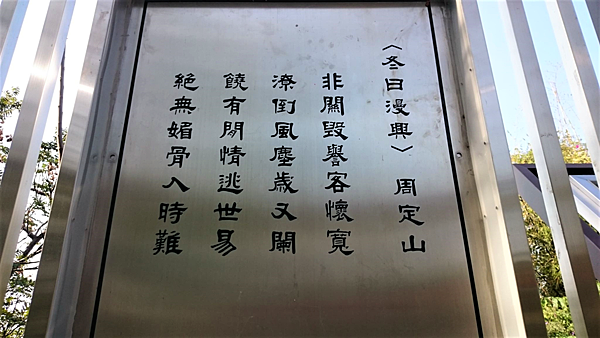 〈冬日漫興〉 周定山
非關毀譽客懷寬
潦倒風塵歲又闌
饒有閒情逃世易
絕無媚骨入時難